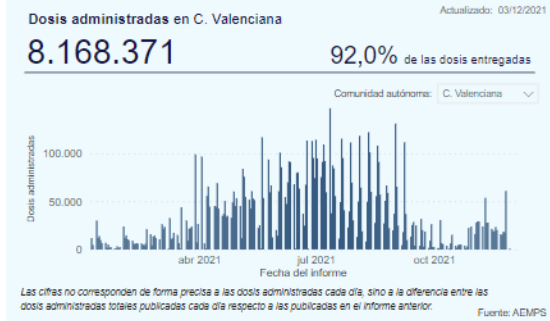 Actualizado: 03/12/2021
Dosis administradas en C. Valenciana
8.168.371
92,0% de las dosis entregadas
Comunidad autónoma: C. Valenciana
Dosis administradas
100.000
50.000
0
abr 2021 jul 2021 oct 2021
Fecha del informe
Las cifras no corresponden de forma precisa a las dosis administradas cada día, sino a la diferencia entre las
dosis administradas totales publicadas cada día respecto a las publicadas en el informe anterior.
Fuente: AEMPS